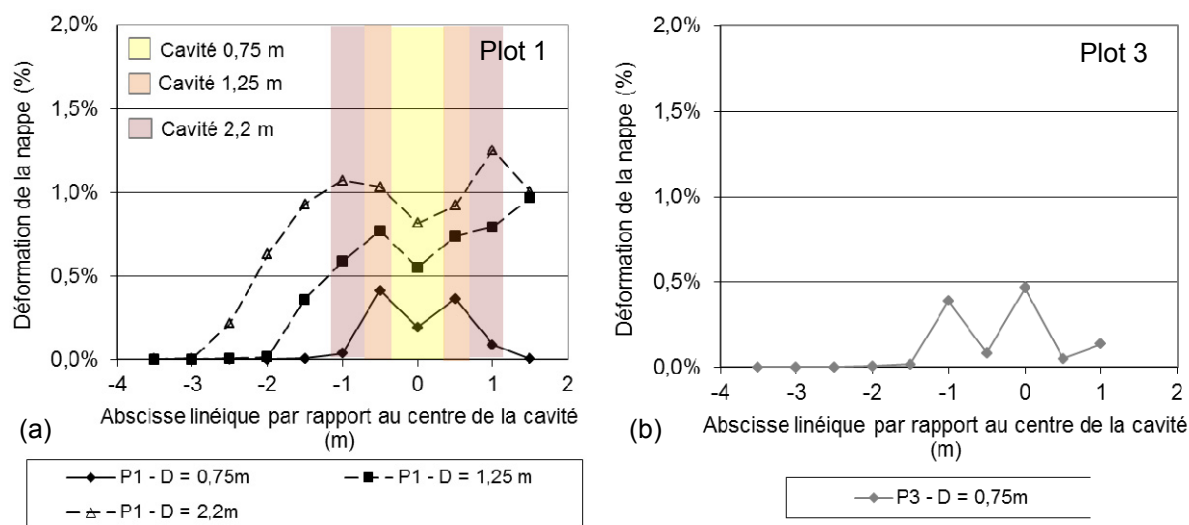 2,0%
1,5%
1,0%
0,5%
0,0%
Déformation de la nappe (%)
Cavité 0,75 m
Cavité 1,25 m
Cavité 2,2 m
Plot 1
-4
-3
-2
-1
0
1
2
Abscisse linéique par rapport au centre de la cavité
(m)
(a)
P1 - D = 0,75m
P1 - D = 1,25 m
P1 - D = 2,2m
2,0%
1,5%
1,0%
0,5%
0,0%
Déformation de la nappe (%)
Plot 3
-4
-3
-2
-1
0
1
2
Abscisse linéique par rapport au centre de la cavité
(m)
(b)
P3 - D = 0,75m